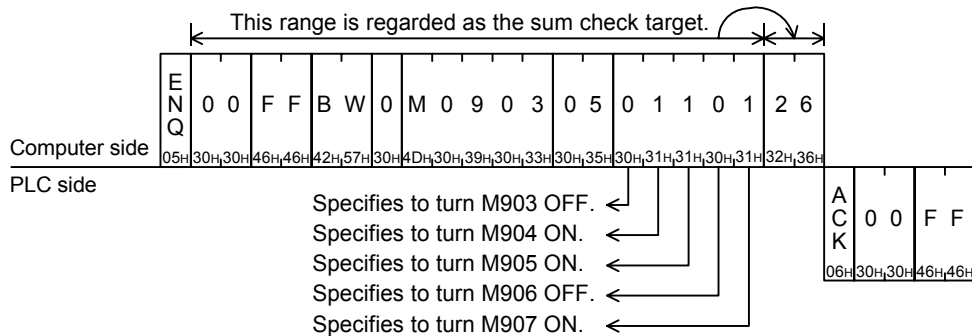 This range is regarded as the sum check target.
ENQ 0 0 F F B W 0 M 0 9 0 3 0 5 0 1 1 0 1 2 6
Computer side
05H 30H 30H 46H 46H 42H 57H 30H 4DH 30H 39H 30H 33H 30H 35H 30H 31H 31H 30H 31H 32H 36H
PLC side
Specifies to turn M903 OFF.
Specifies to turn M904 ON.
Specifies to turn M905 ON.
Specifies to turn M906 OFF.
Specifies to turn M907 ON.
ACK 0 0 F F
06H 30H 30H 46H 46H